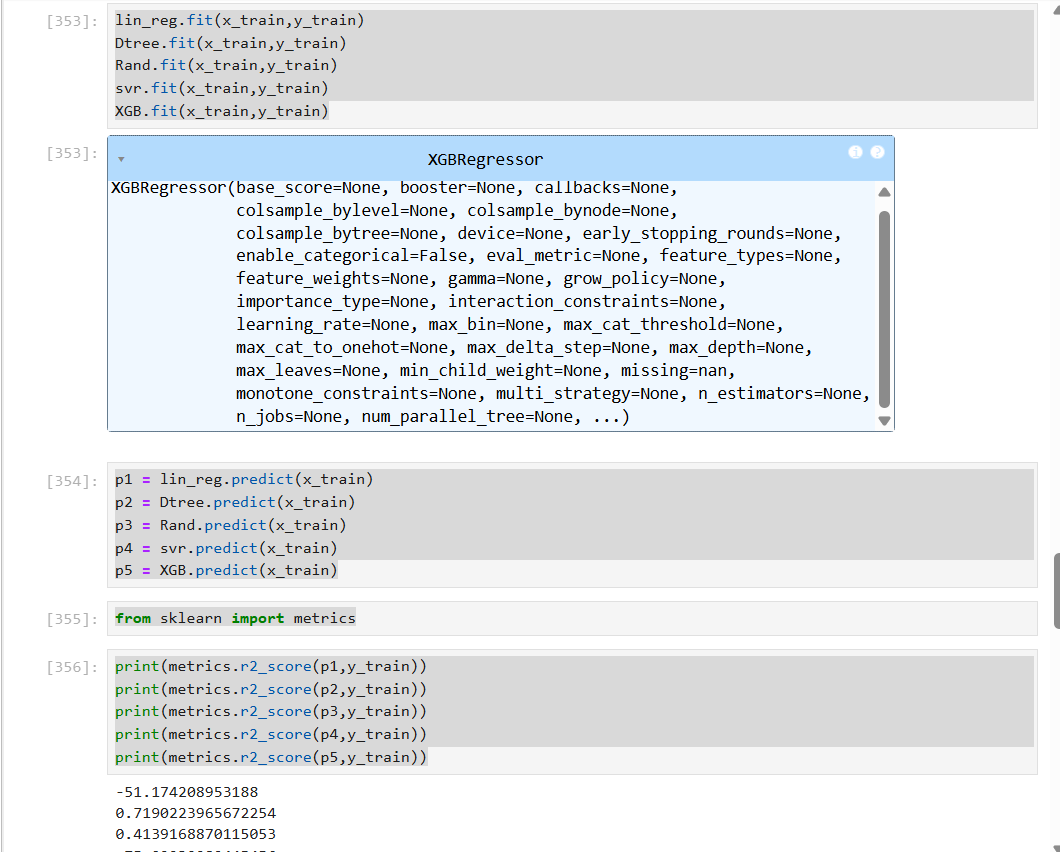 [353]:
lin_reg.fit(x_train,y_train)
Dtree.fit(x_train,y_train)
Rand.fit(x_train,y_train)
svr.fit(x_train,y_train)
XGB.fit(x_train,y_train)
[353]:
XGBRegressor
XGBRegressor(base_score=None, booster=None, callbacks=None,
colsample_bylevel=None, colsample_bynode=None,
colsample_bytree=None, device=None, early_stopping_rounds=None,
enable_categorical=False, eval_metric=None, feature_types=None,
feature_weights=None, gamma=None, grow_policy=None,
importance_type=None, interaction_constraints=None,
learning_rate=None, max_bin=None, max_cat_threshold=None,
max_cat_to_onehot=None, max_delta_step=None, max_depth=None,
max_leaves=None, min_child_weight=None, missing=nan,
monotone_constraints=None, multi_strategy=None, n_estimators=None,
n_jobs=None, num_parallel_tree=None, ...)
[354]:
p1 = lin_reg.predict(x_train)
p2 = Dtree.predict(x_train)
p3 = Rand.predict(x_train)
p4 = svr.predict(x_train)
p5 = XGB.predict(x_train)
[355]:
from sklearn import metrics
[356]:
print(metrics.r2_score(p1,y_train))
print(metrics.r2_score(p2,y_train))
print(metrics.r2_score(p3,y_train))
print(metrics.r2_score(p4,y_train))
print(metrics.r2_score(p5,y_train))
-51.174208953188
0.7190223965672254
0.4139168870115053